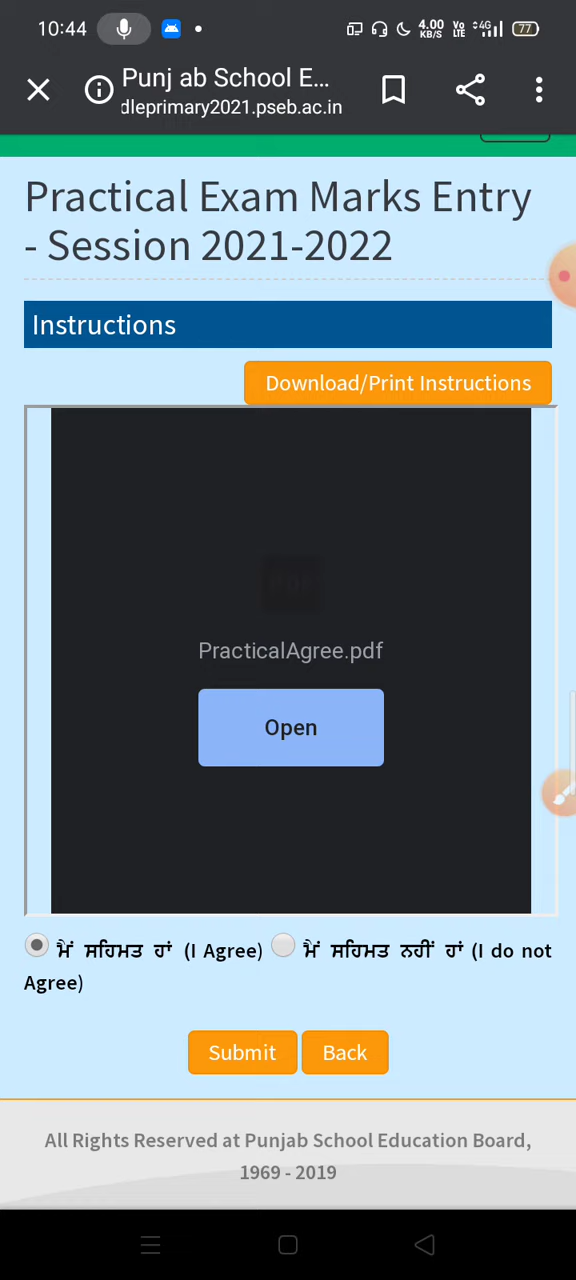 10:44
4.00
KB/S
Vo
LTE
4G
77
Punj ab School E...
dleprimary2021.pseb.ac.in
Practical Exam Marks Entry
- Session 2021-2022
Instructions
Download/Print Instructions
PDF
PracticalAgree.pdf
Open
ਮੈਂ ਸਹਿਮਤ ਹਾਂ (I Agree) ਮੈਂ ਸਹਿਮਤ ਨਹੀਂ ਹਾਂ (I do not
Agree)
Submit Back
All Rights Reserved at Punjab School Education Board,
1969 - 2019